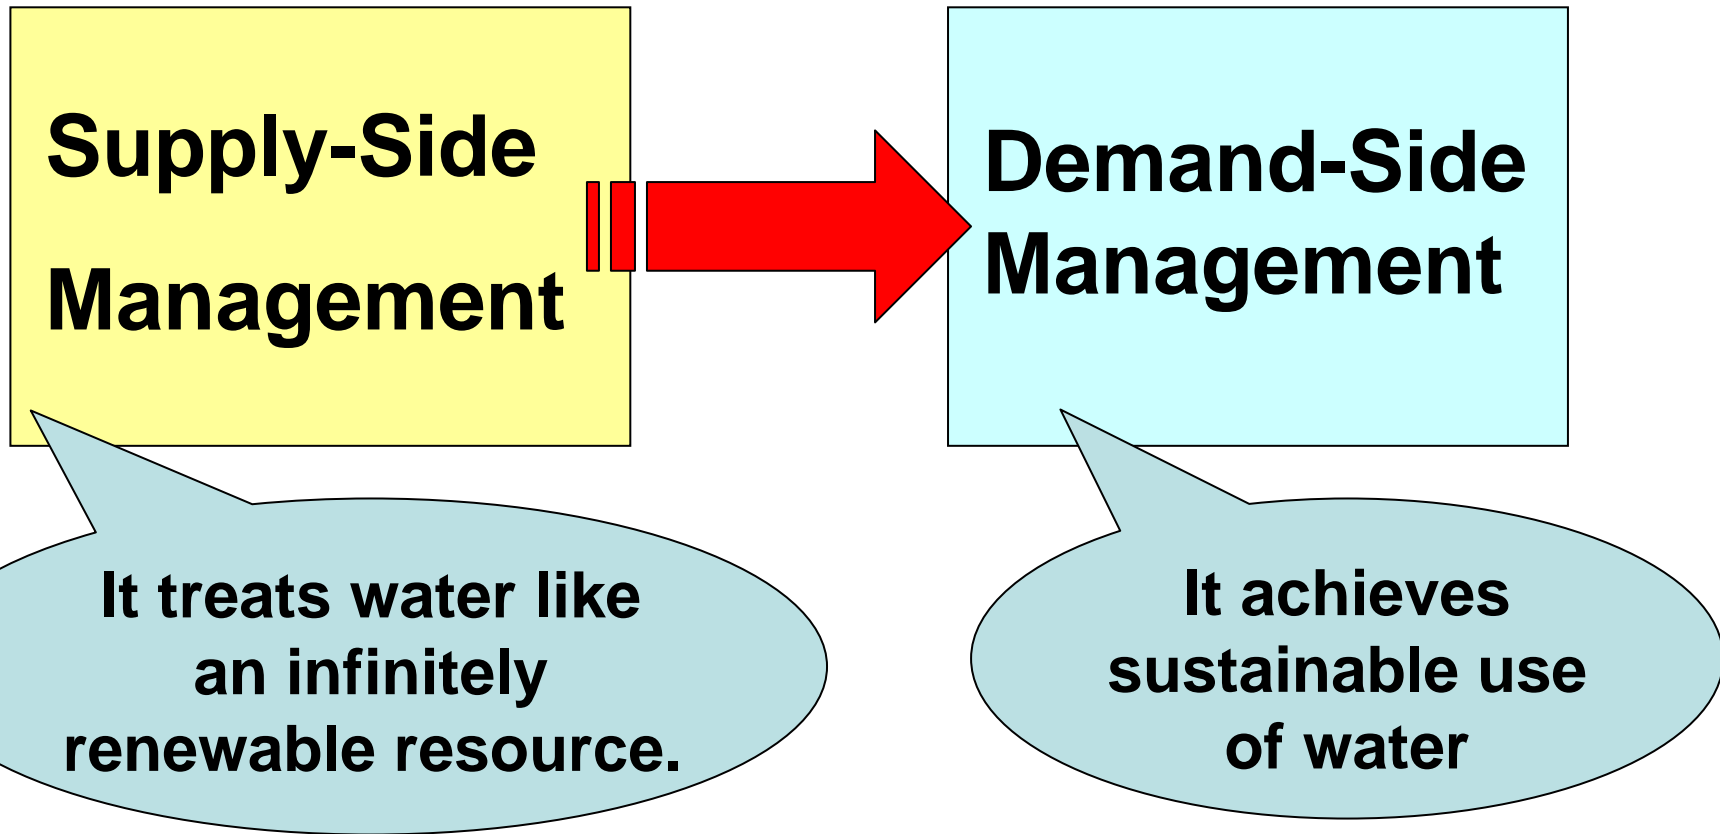 Supply-Side
Management
Demand-Side
Management
It treats water like
an infinitely
renewable resource.
It achieves
sustainable use
of water